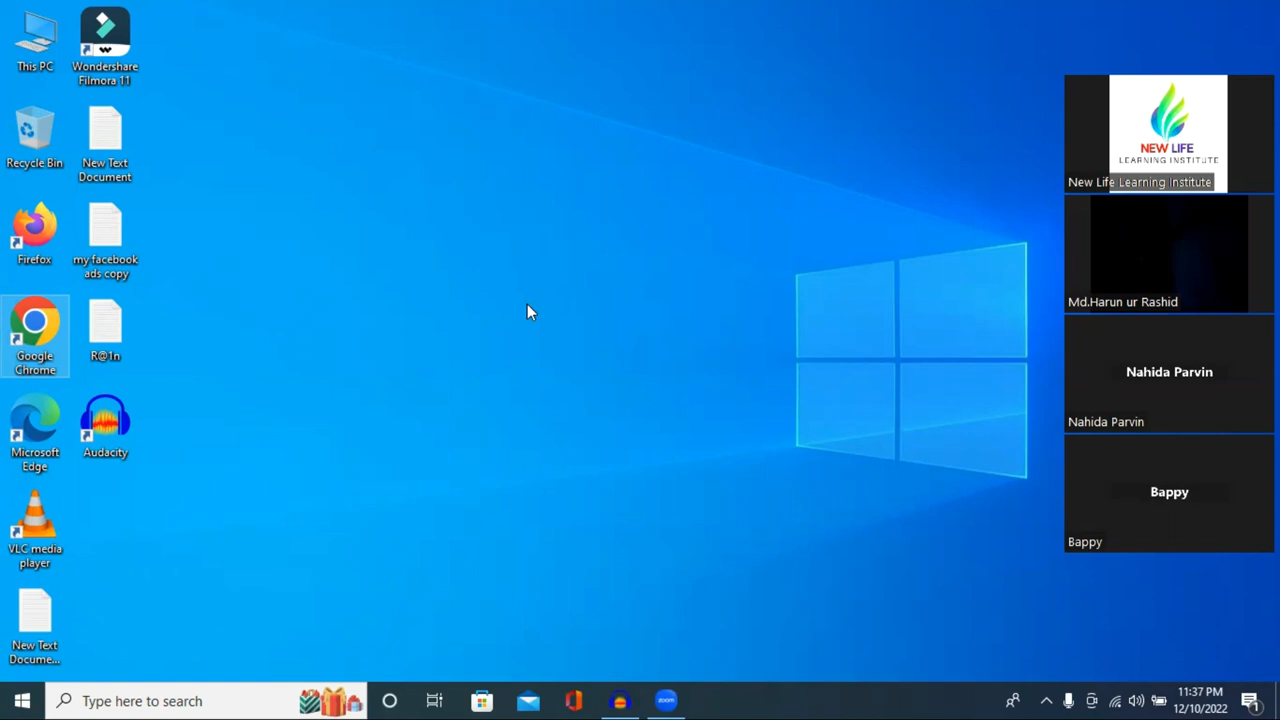 This PC
Wondershare
Filmora 11
Recycle Bin
New Text
Document
Firefox
my facebook
ads copy
Google
Chrome
R@1n
Microsoft
Edge
Audacity
VLC media
player
New Text
Docume...
NEW LIFE
LEARNING INSTITUTE
New Life Learning Institute
Md.Harun ur Rashid
Nahida Parvin
Nahida Parvin
Bappy
Bappy
Type here to search
zoom
11:37 PM
12/10/2022
1